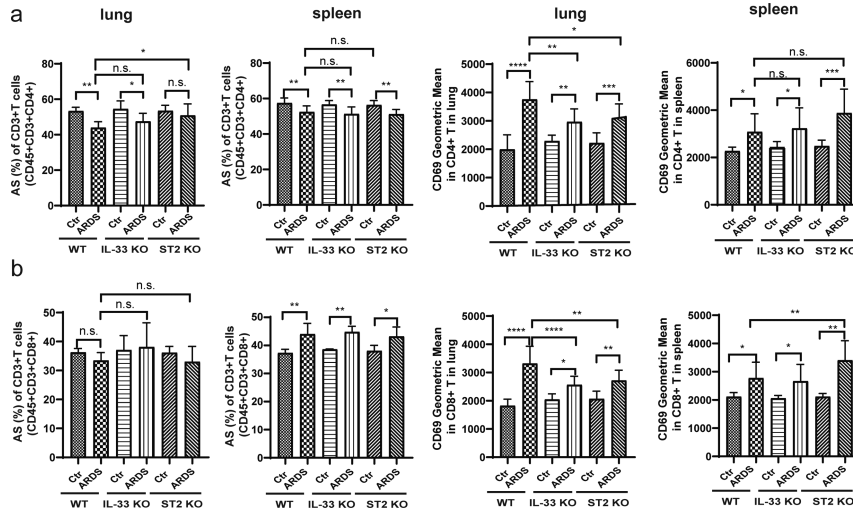 a
lung
spleen
lung
spleen
AS (%) of CD3+T cells
(CD45+CD3+CD4+)
80
60
40
20
0
**
n.s.
*
*
n.s.
Ctr
ARDS
Ctr
ARDS
Ctr
ARDS
WT
IL-33 KO
ST2 KO
AS (%) of CD3+T cells
(CD45+CD3+CD4+)
80
60
40
20
0
**
n.s.
n.s.
**
**
Ctr
ARDS
Ctr
ARDS
Ctr
ARDS
WT
IL-33 KO
ST2 KO
CD69 Geometric Mean
in CD4+ T in lung
5000
4000
3000
2000
1000
0
****
**
*
**
***
Ctr
ARDS
Ctr
ARDS
Ctr
ARDS
WT
IL-33 KO
ST2 KO
CD69 Geometric Mean
in CD4+ T in spleen
6000
4000
2000
0
*
n.s.
n.s.
*
***
Ctr
ARDS
Ctr
ARDS
Ctr
ARDS
WT
IL-33 KO
ST2 KO
b
AS (%) of CD3+T cells
(CD45+CD3+CD8+)
50
40
30
20
10
0
n.s.
n.s.
n.s.
Ctr
ARDS
Ctr
ARDS
Ctr
ARDS
WT
IL-33 KO
ST2 KO
AS (%) of CD3+T cells
(CD45+CD3+CD8+)
60
40
20
0
**
**
*
Ctr
ARDS
Ctr
ARDS
Ctr
ARDS
WT
IL-33 KO
ST2 KO
CD69 Geometric Mean
in CD8+ T in lung
5000
4000
3000
2000
1000
0
****
****
**
*
**
Ctr
ARDS
Ctr
ARDS
Ctr
ARDS
WT
IL-33 KO
ST2 KO
CD69 Geometric Mean
in CD8+ T in spleen
5000
4000
3000
2000
1000
0
*
**
*
**
Ctr
ARDS
Ctr
ARDS
Ctr
ARDS
WT
IL-33 KO
ST2 KO